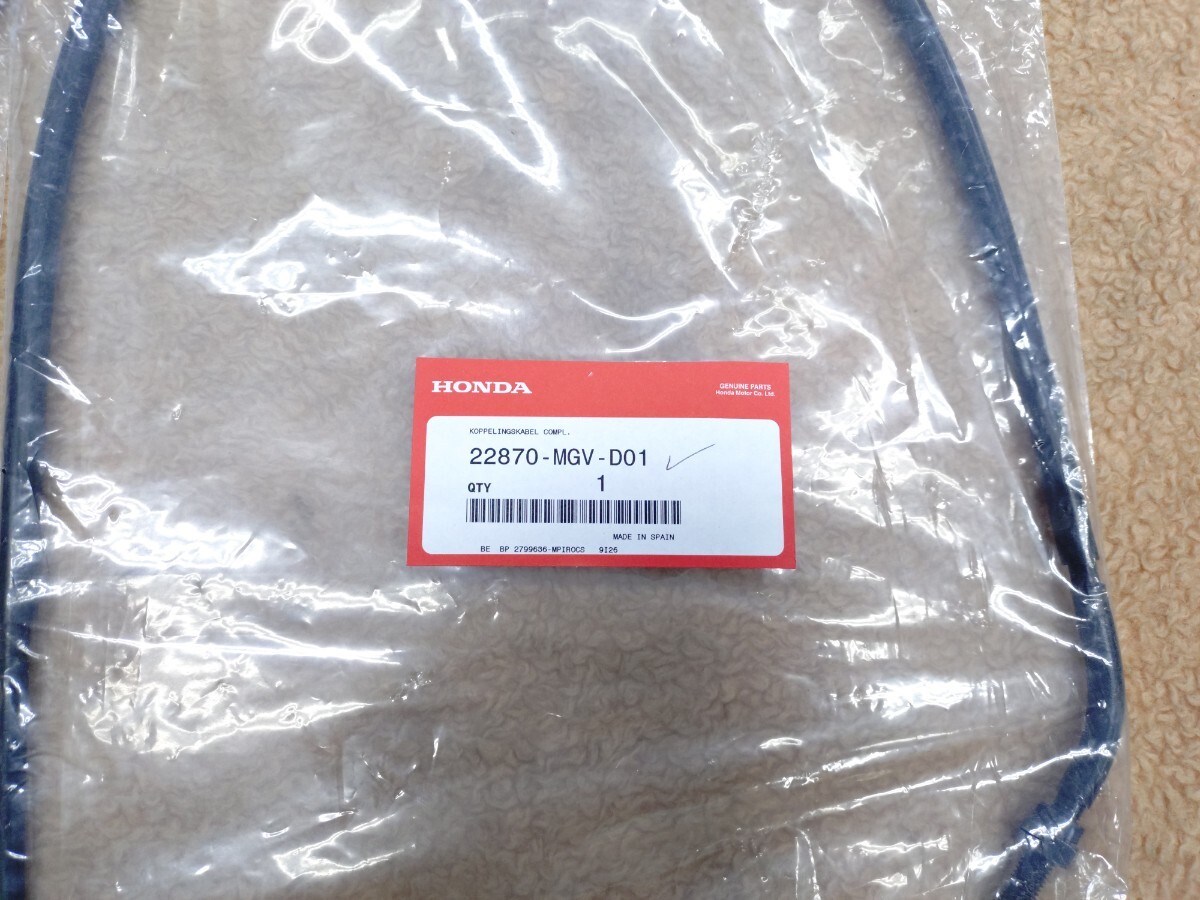 HONDA
GENUINE PARTS
Honda Motor Co. Ltd.
KOPPELINGSKABEL COMPL.
22870-MGV-D01
QTY 1
MADE IN SPAIN
BE BP 2799636-MPIROCS 9I26